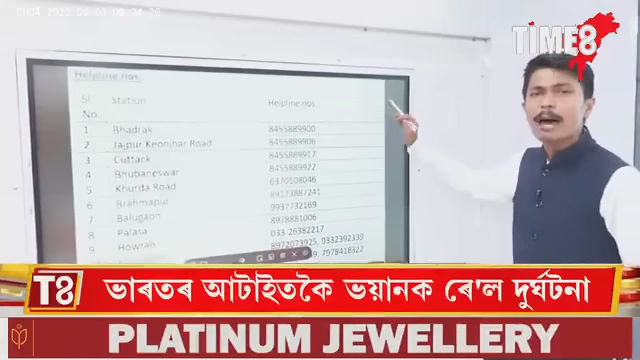 TIME8
Helpline nos.
Sl. Station Helpline nos.
No.
1 Bhadrak 8455889900
2 Jajpur Keonjhar Road 8455889906
3 Cuttack 8455889917
4 Bhubaneswar 8455889922
5 Khurda Road 6370108046
6 Brahmapur 89173887241
7 Balugaon 9937732169
8 Palasa 8978881006
9 Howrah 033-26382217
8972073925, 9332392339
7978418322
T8 ভাৰতৰ আটাইতকৈ ভয়ানক ৰে'ল দুৰ্ঘটনা
PLATINUM JEWELLERY